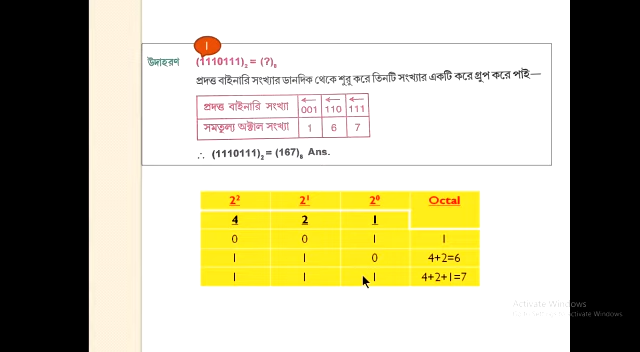 1
উদাহরণ (1110111)₂ = (?)₈
প্রদত্ত বাইনারি সংখ্যার ডানদিক থেকে শুরু করে তিনটি সংখ্যার একটি করে গ্রুপ করে পাই—
প্রদত্ত বাইনারি সংখ্যা 001 110 111
সমতুল্য অক্টাল সংখ্যা 1 6 7
∴ (1110111)₂ = (167)₈ Ans.
2² 2¹ 2⁰ Octal
4 2 1
0 0 1 1
1 1 0 4+2=6
1 1 1 4+2+1=7
Activate Windows